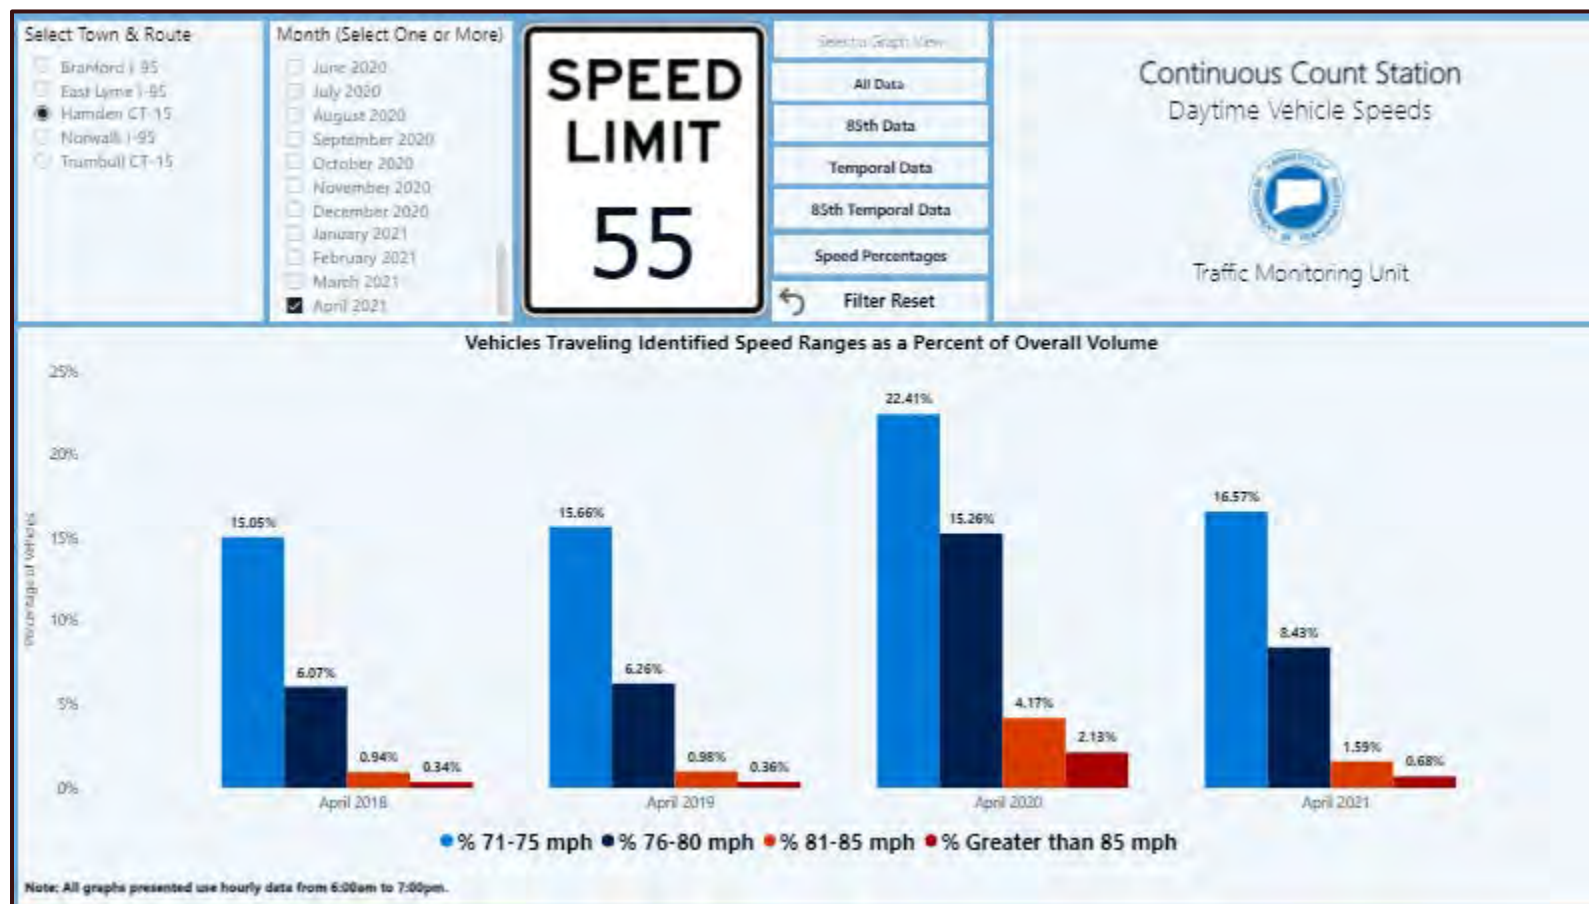 Select Town & Route
Branford I-95
East Lyme I-95
Hamden CT-15
Norwalk I-95
Trumbull CT-15
Month (Select One or More)
June 2020
July 2020
August 2020
September 2020
October 2020
November 2020
December 2020
January 2021
February 2021
March 2021
April 2021
SPEED
LIMIT
55
Select a Graph View
All Data
85th Data
Temporal Data
85th Temporal Data
Speed Percentages
Filter Reset
Continuous Count Station
Daytime Vehicle Speeds
Traffic Monitoring Unit
Vehicles Traveling Identified Speed Ranges as a Percent of Overall Volume
Percentage of Vehicles
25%
20%
15%
10%
5%
0%
15.05%
6.07%
0.94%
0.34%
15.66%
6.26%
0.98%
0.36%
22.41%
15.26%
4.17%
2.13%
16.57%
8.43%
1.59%
0.68%
April 2018
April 2019
April 2020
April 2021
% 71-75 mph % 76-80 mph % 81-85 mph % Greater than 85 mph
Note: All graphs presented use hourly data from 6:00am to 7:00pm.